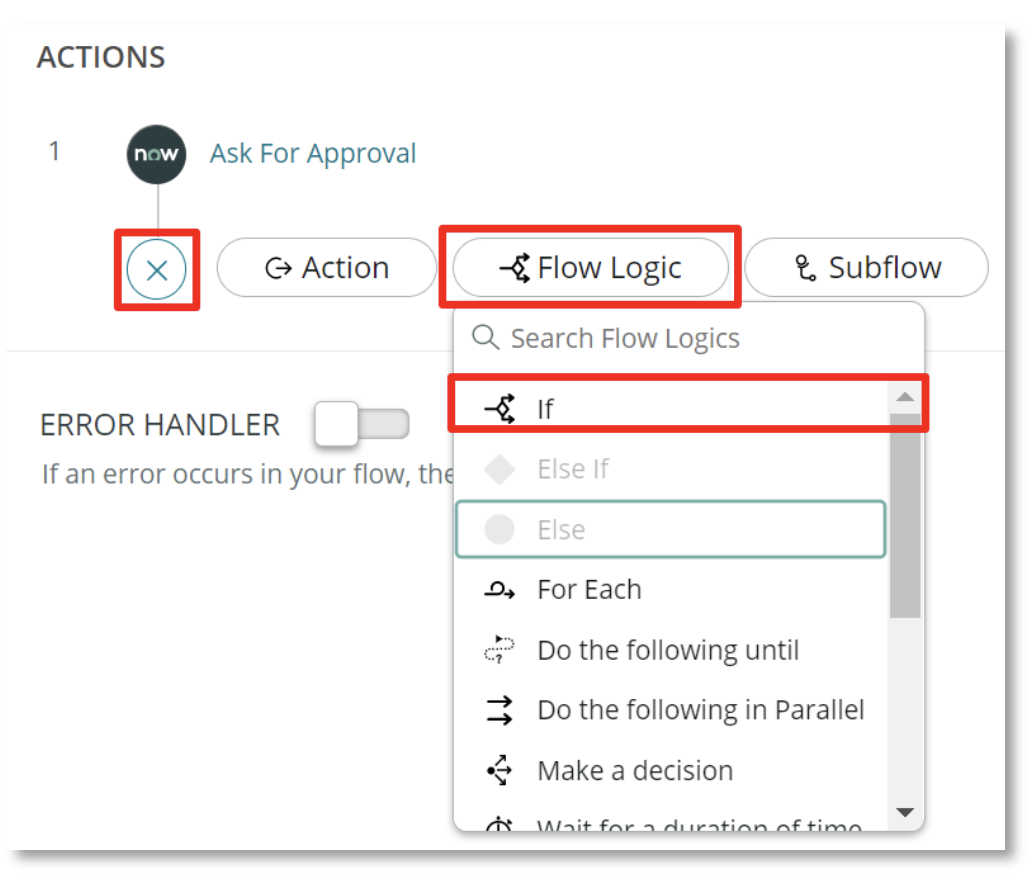 ACTIONS
1 now Ask For Approval
Action Flow Logic Subflow
Search Flow Logics
If
ERROR HANDLER
Else If
If an error occurs in your flow, the
Else
For Each
Do the following until
Do the following in Parallel
Make a decision
Wait for a duration of time